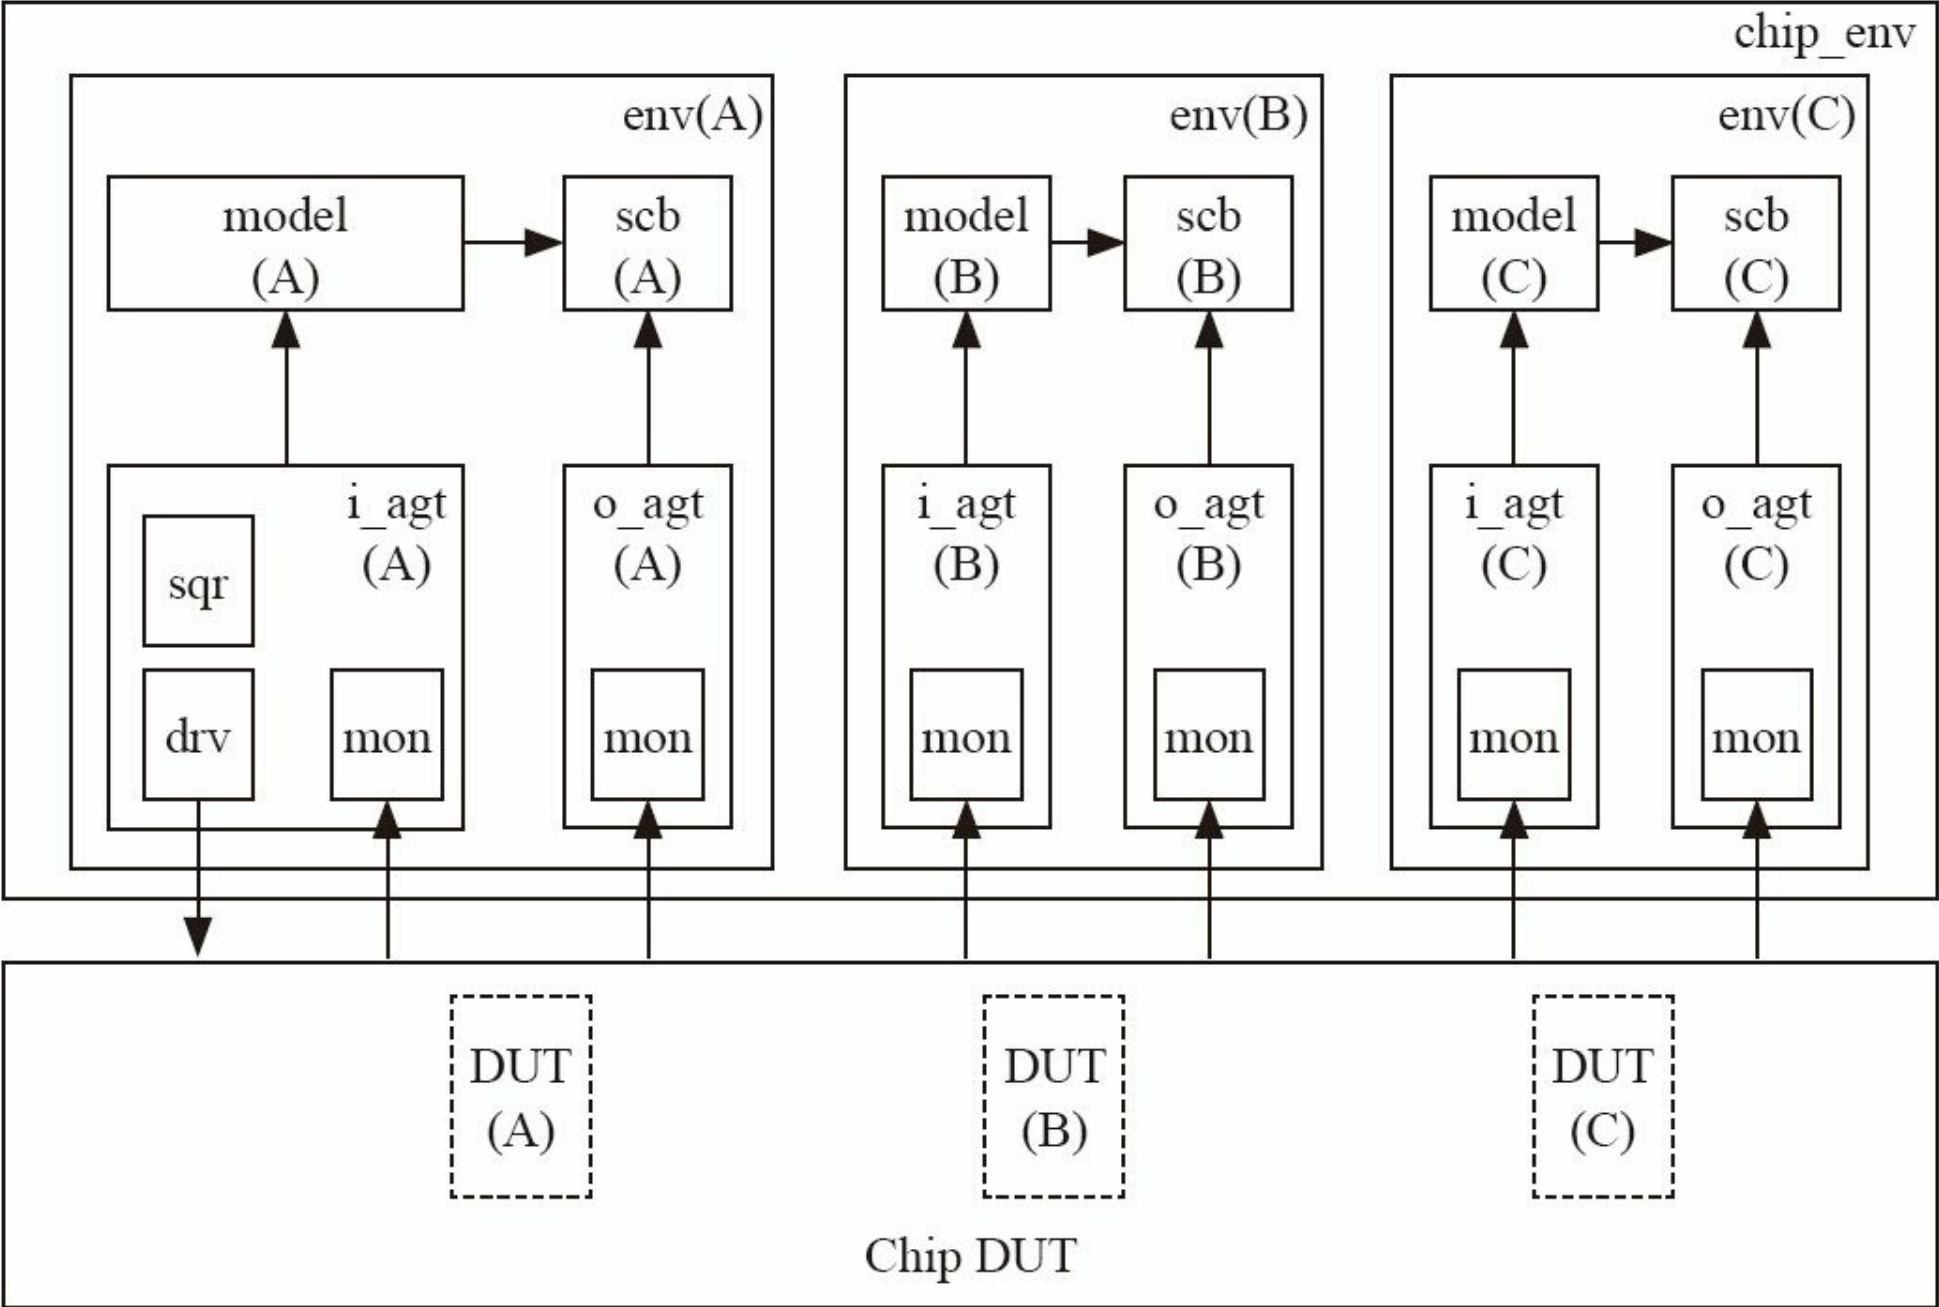 chip_env
env(A)
env(B)
env(C)
model
(A)
scb
(A)
model
(B)
scb
(B)
model
(C)
scb
(C)
i_agt
(A)
sqr
drv
mon
o_agt
(A)
mon
i_agt
(B)
mon
o_agt
(B)
mon
i_agt
(C)
mon
o_agt
(C)
mon
DUT
(A)
DUT
(B)
DUT
(C)
Chip DUT